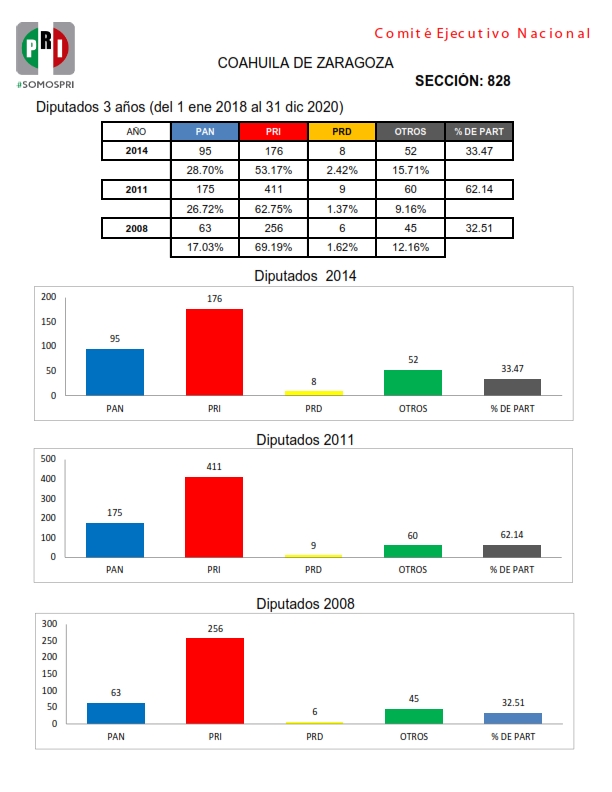 PRI
#SOMOSPRI
Comité Ejecutivo Nacional
COAHUILA DE ZARAGOZA
SECCIÓN: 828
Diputados 3 años (del 1 ene 2018 al 31 dic 2020)
AÑO PAN PRI PRD OTROS % DE PART
2014 95 176 8 52 33.47
28.70% 53.17% 2.42% 15.71%
2011 175 411 9 60 62.14
26.72% 62.75% 1.37% 9.16%
2008 63 256 6 45 32.51
17.03% 69.19% 1.62% 12.16%
Diputados 2014
200
150
100
50
0
95 176 8 52 33.47
PAN PRI PRD OTROS % DE PART
Diputados 2011
500
400
300
200
100
0
175 411 9 60 62.14
PAN PRI PRD OTROS % DE PART
Diputados 2008
300
250
200
150
100
50
0
63 256 6 45 32.51
PAN PRI PRD OTROS % DE PART